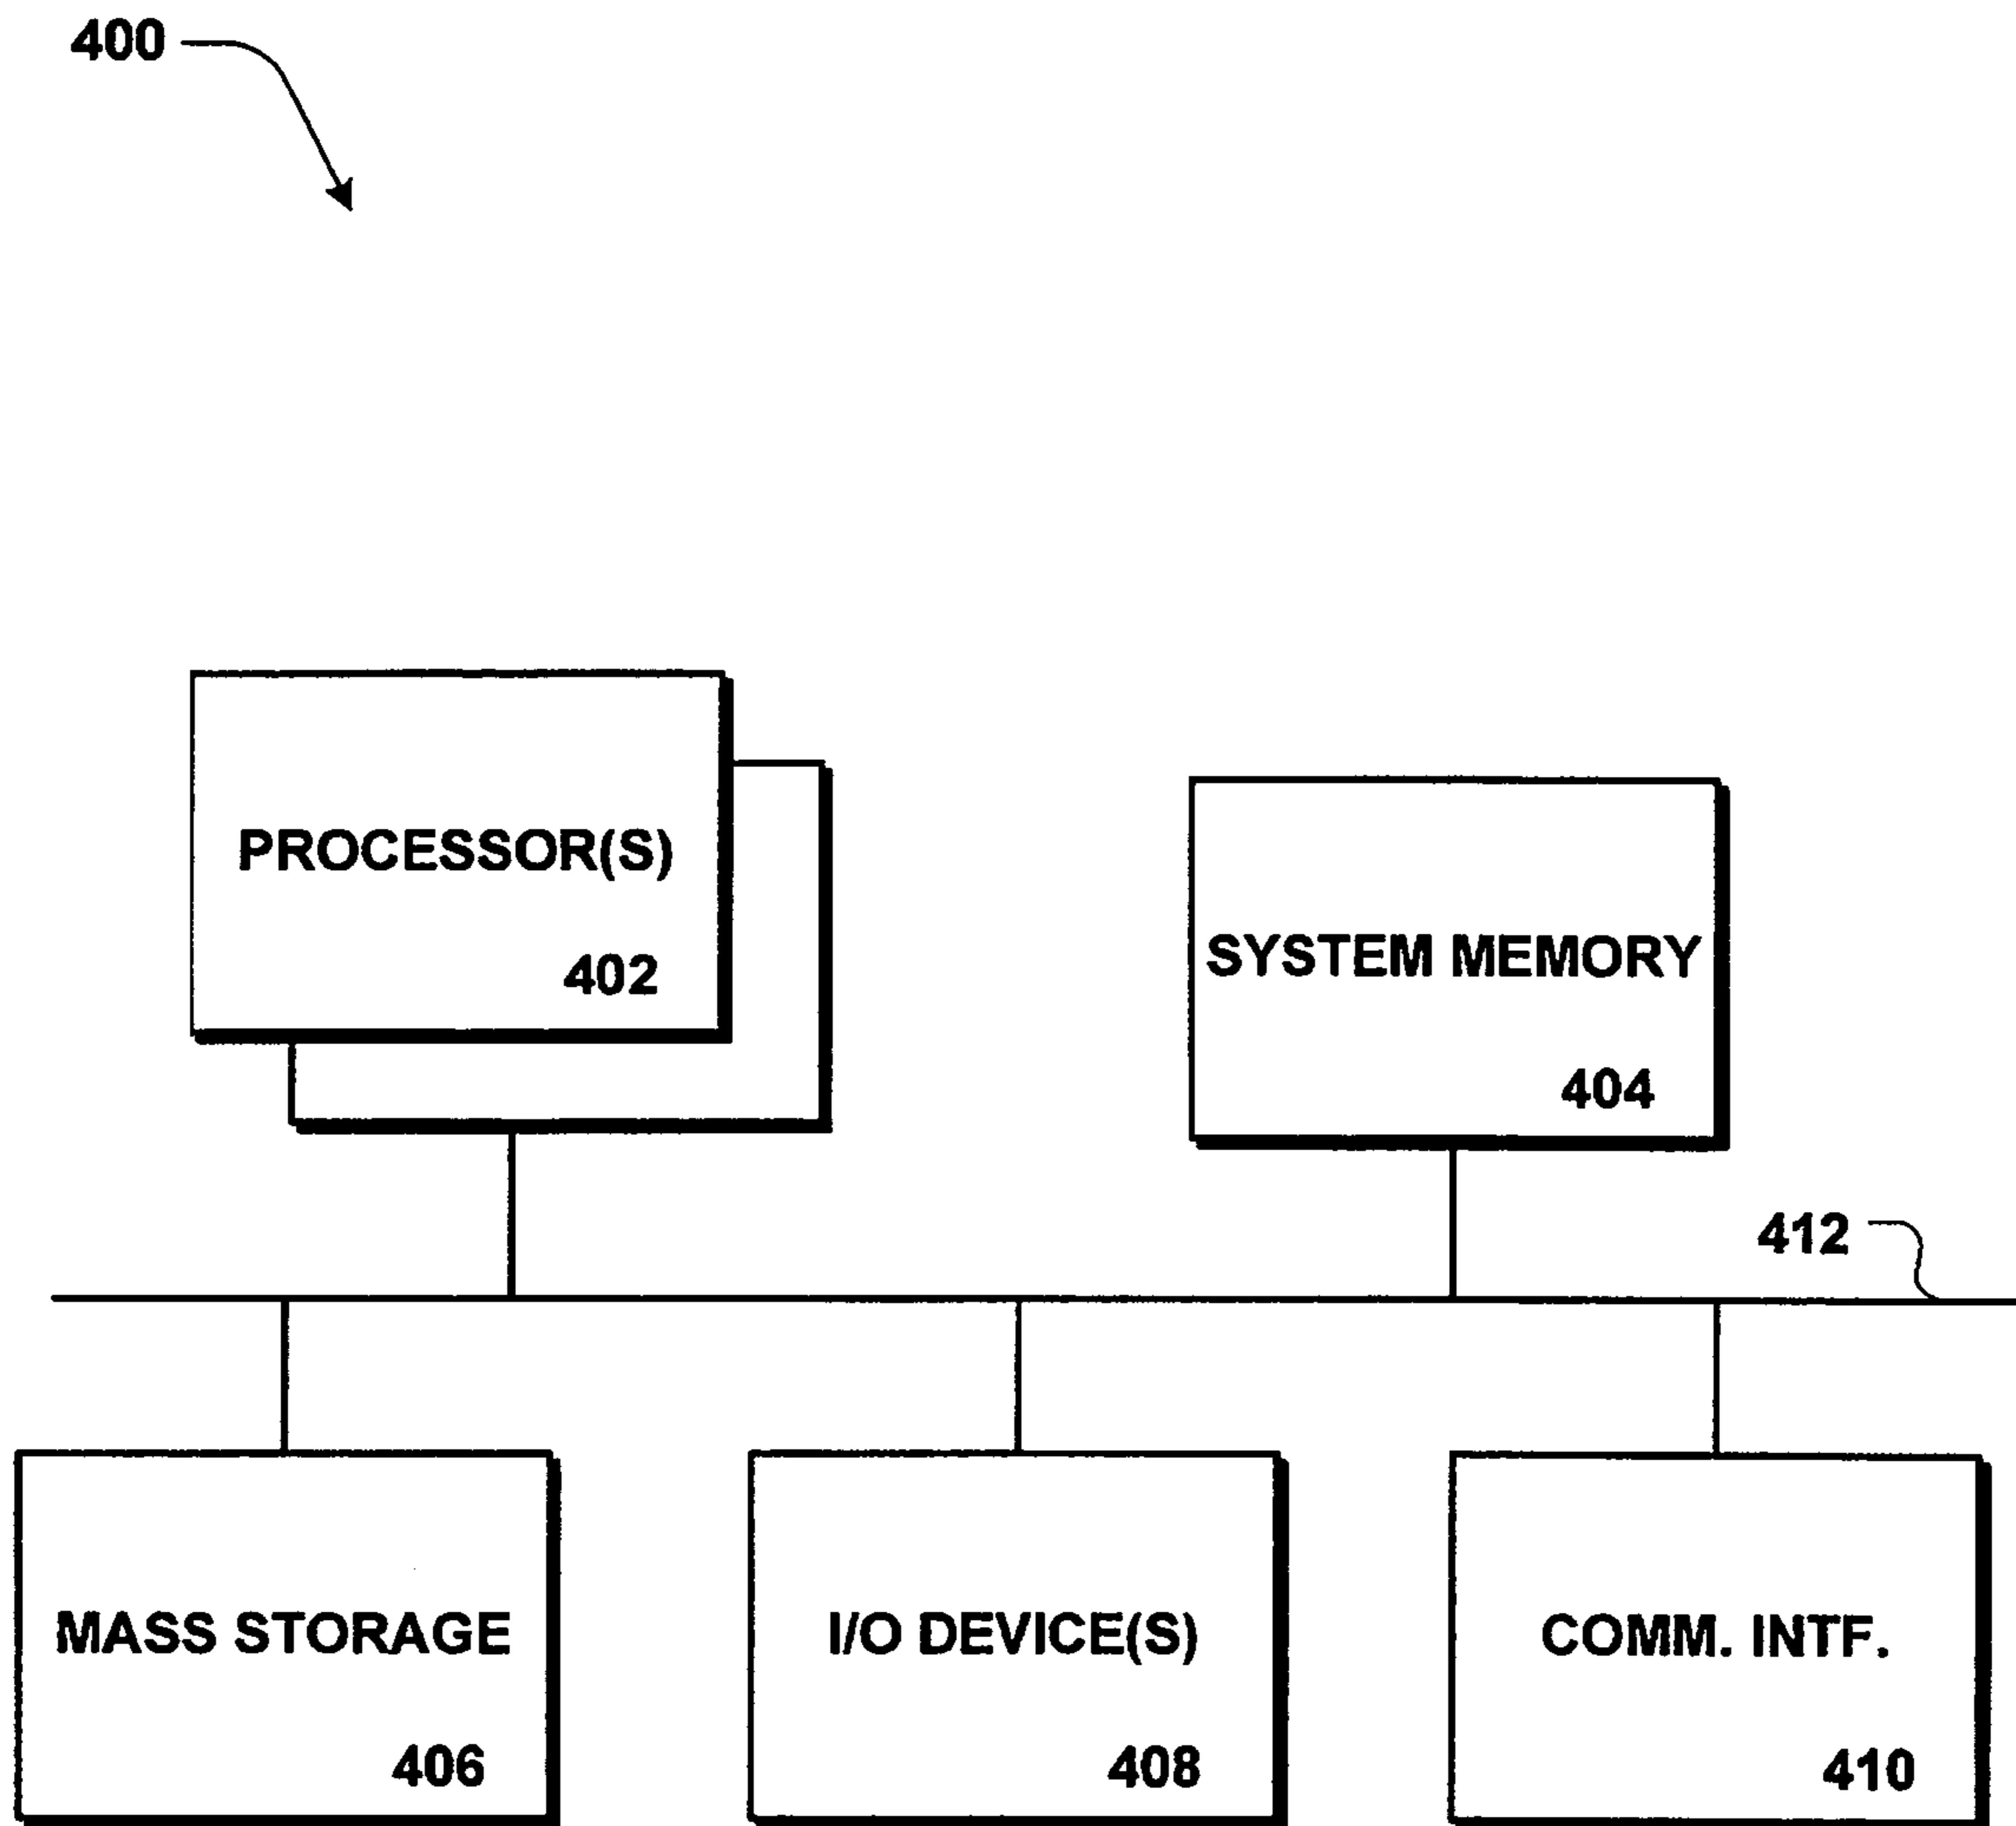 400
PROCESSOR(S)
402
SYSTEM MEMORY
404
412
MASS STORAGE
406
I/O DEVICE(S)
408
COMM. INTF.
410